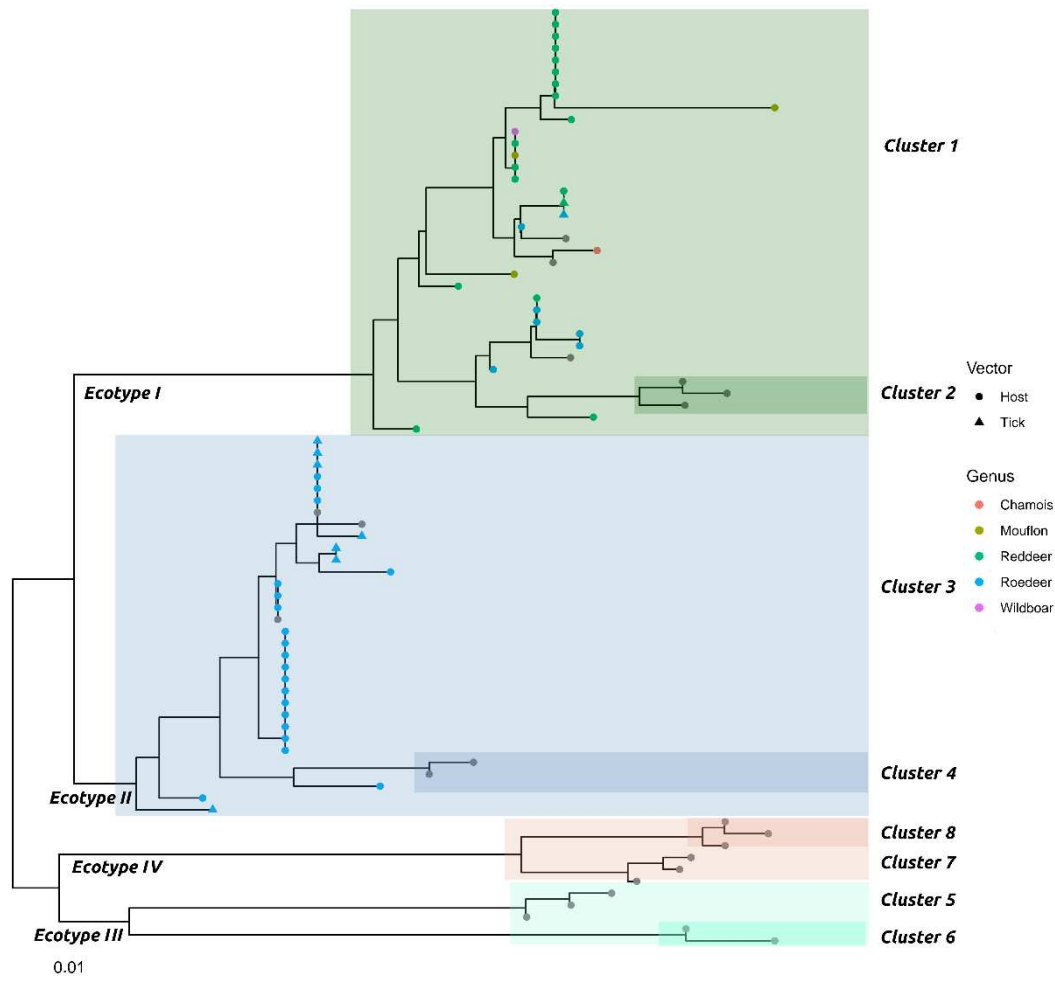 Cluster 1
Ecotype I
Cluster 2
Cluster 3
Ecotype II
Cluster 4
Cluster 8
Ecotype IV
Cluster 7
Cluster 5
Ecotype III
Cluster 6
0.01
Vector
Host
Tick
Genus
Chamois
Mouflon
Reddeer
Roedeer
Wildboar